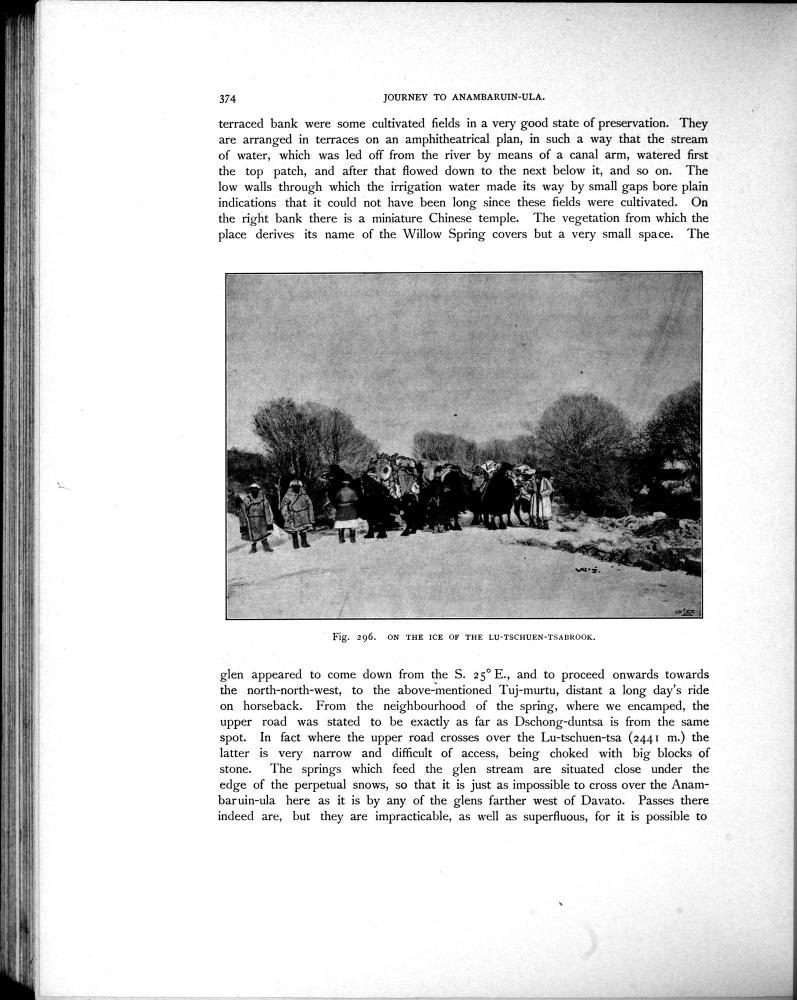 374
JOURNEY TO ANAMBARUIN-ULA.
terraced bank were some cultivated fields in a very good state of preservation. They
are arranged in terraces on an amphitheatrical plan, in such a way that the stream
of water, which was led off from the river by means of a canal arm, watered first
the top patch, and after that flowed down to the next below it, and so on. The
low walls through which the irrigation water made its way by small gaps bore plain
indications that it could not have been long since these fields were cultivated. On
the right bank there is a miniature Chinese temple. The vegetation from which the
place derives its name of the Willow Spring covers but a very small space. The
Fig. 296. ON THE ICE OF THE LU-TSCHUEN-TSABROOK.
glen appeared to come down from the S. 25° E., and to proceed onwards towards
the north-north-west, to the above-mentioned Tuj-murtu, distant a long day's ride
on horseback. From the neighbourhood of the spring, where we encamped, the
upper road was stated to be exactly as far as Dschong-duntsa is from the same
spot. In fact where the upper road crosses over the Lu-tschuen-tsa (2441 m.) the
latter is very narrow and difficult of access, being choked with big blocks of
stone. The springs which feed the glen stream are situated close under the
edge of the perpetual snows, so that it is just as impossible to cross over the Anam-
baruin-ula here as it is by any of the glens farther west of Davato. Passes there
indeed are, but they are impracticable, as well as superfluous, for it is possible to